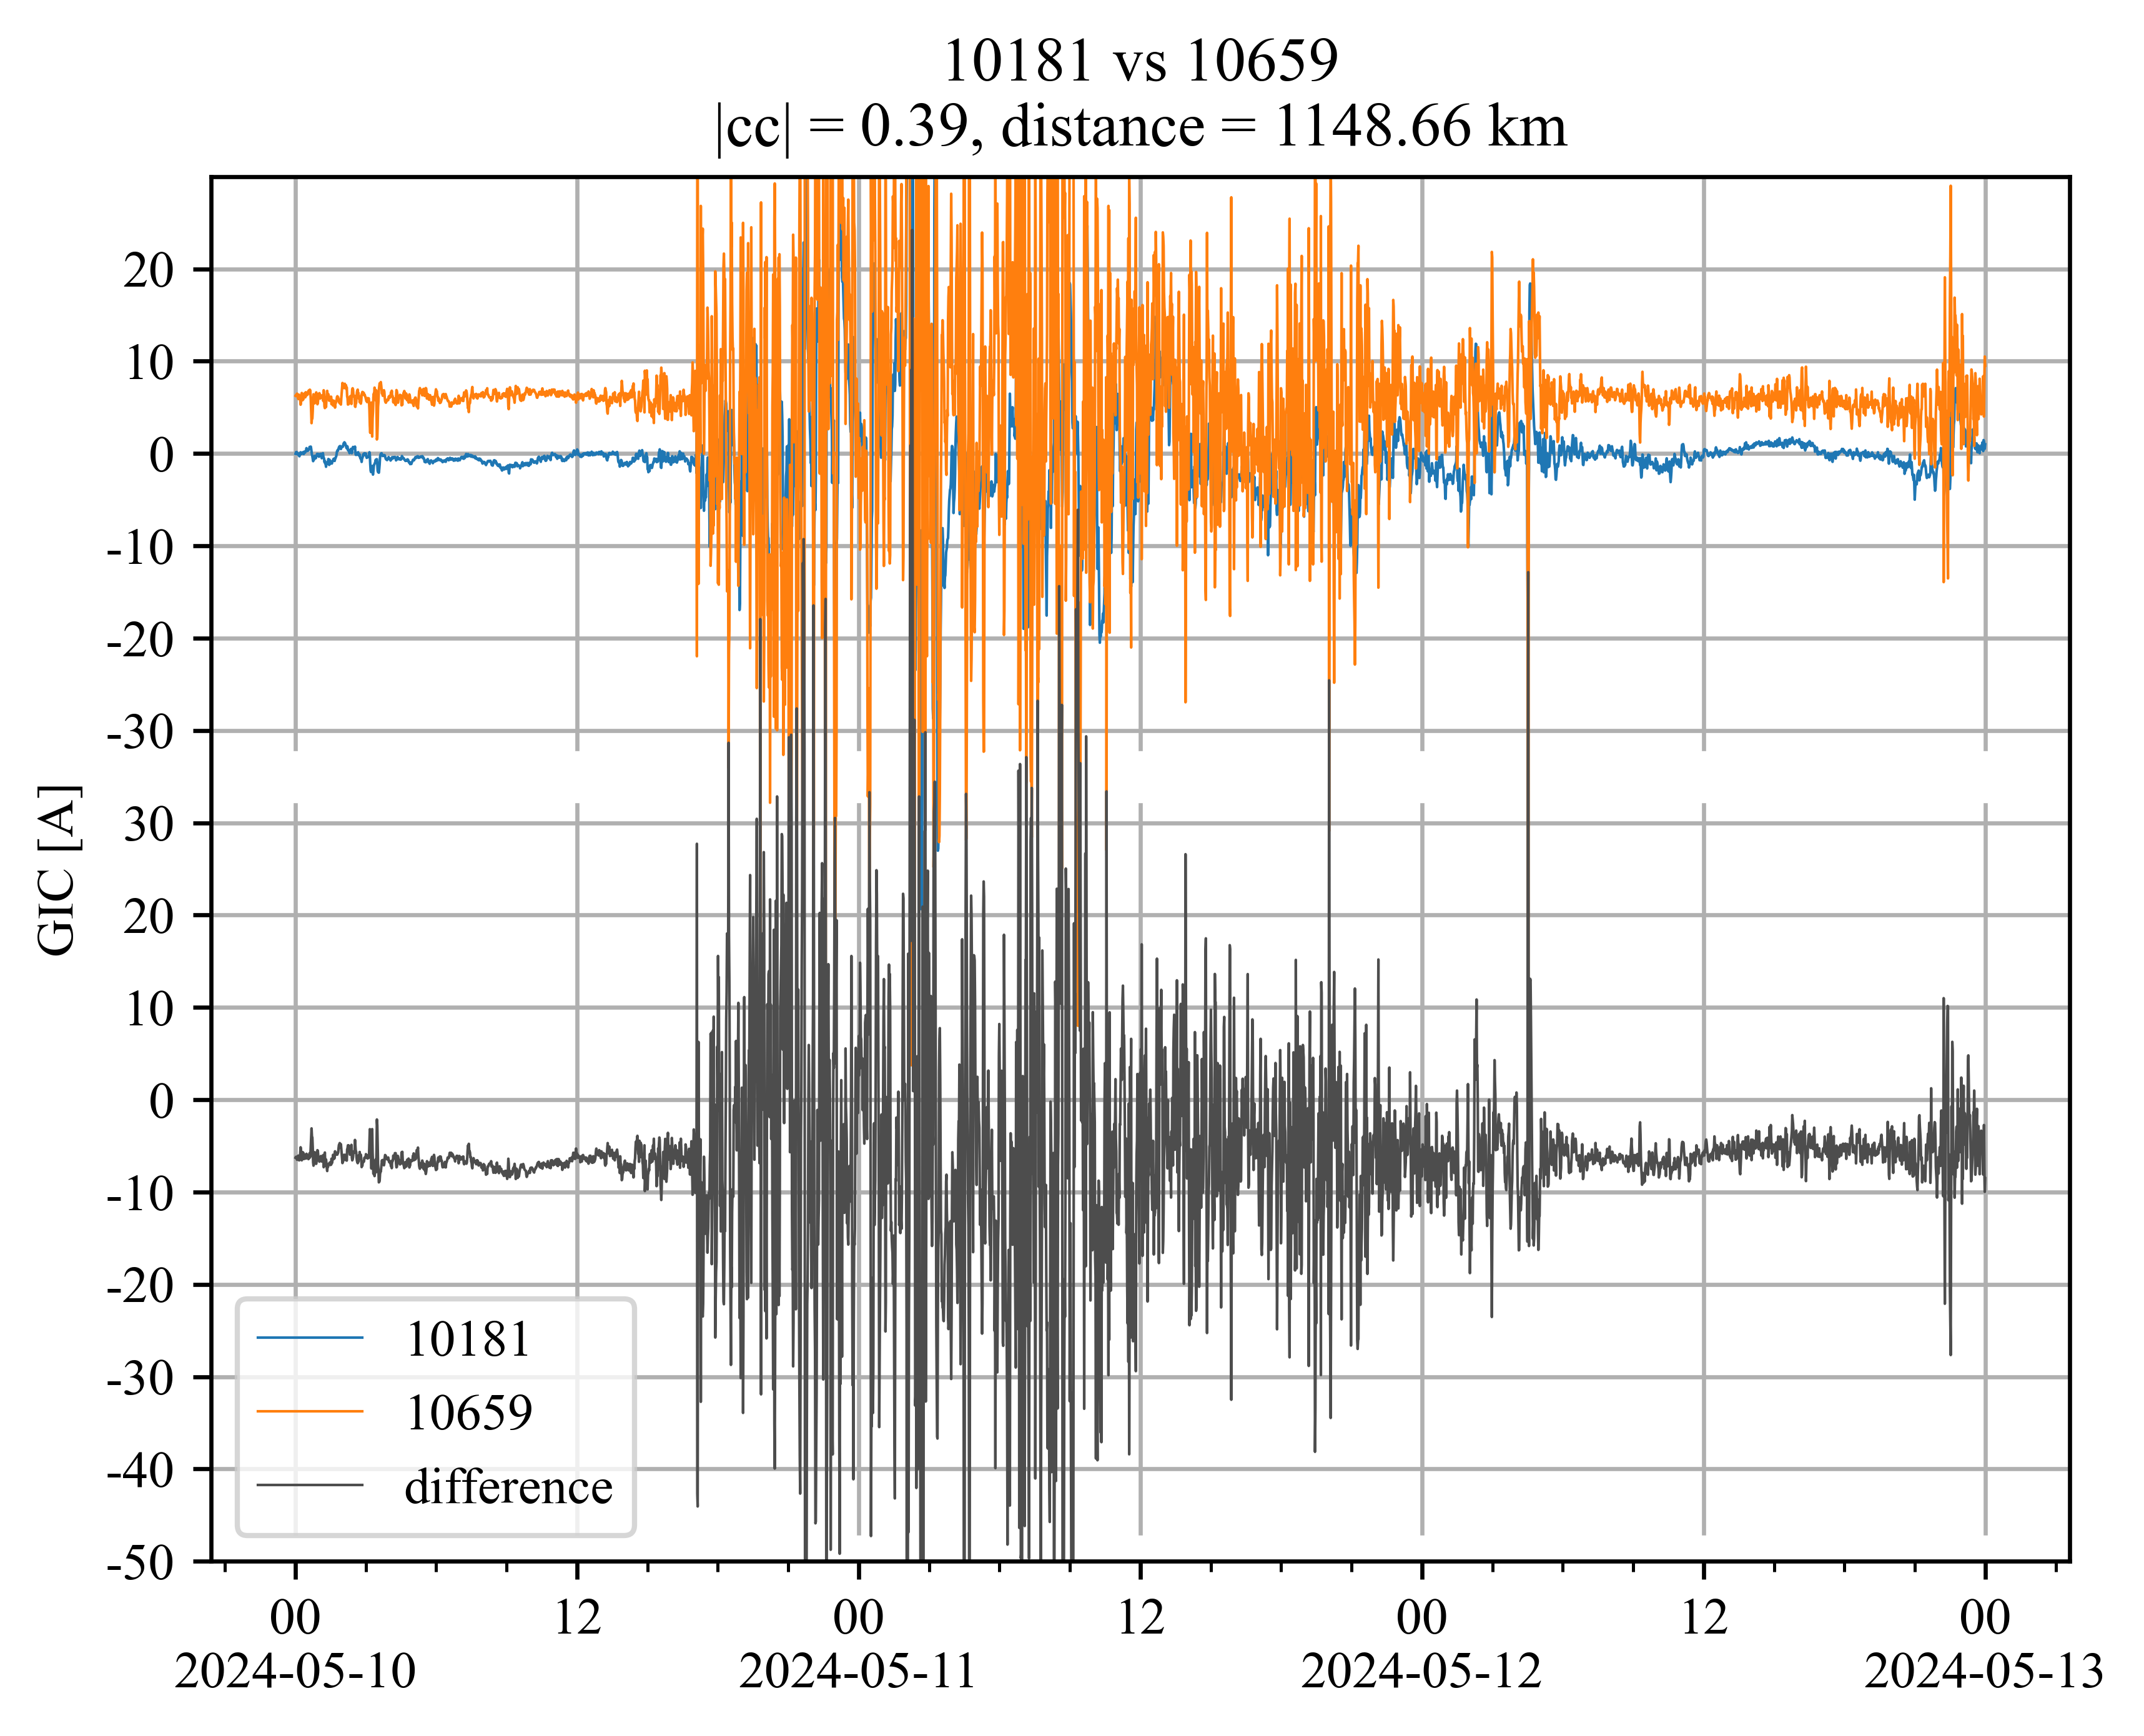 10181 vs 10659
|cc| = 0.39, distance = 1148.66 km
GIC [A]
20
10
0
-10
-20
-30
30
20
10
0
-10
-20
-30
-40
-50
10181
10659
difference
00 12 00 12 00 12 00
2024-05-10 2024-05-11 2024-05-12 2024-05-13